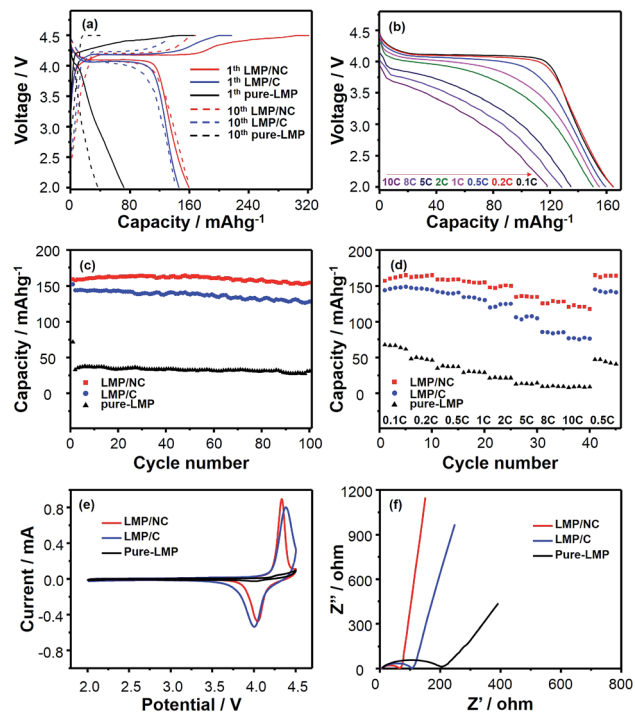 (a)
4.5
4.0
3.5
3.0
2.5
2.0
Voltage / V
1th LMP/NC
1th LMP/C
1th pure-LMP
10th LMP/NC
10th LMP/C
10th pure-LMP
0 80 160 240 320
Capacity / mAhg-1
(b)
4.5
4.0
3.5
3.0
2.5
2.0
Voltage / V
10C 8C 5C 2C 1C 0.5C 0.2C 0.1C
0 40 80 120 160
Capacity / mAhg-1
(c)
200
150
100
50
0
Capacity / mAhg-1
LMP/NC
LMP/C
pure-LMP
0 20 40 60 80 100
Cycle number
(d)
200
150
100
50
0
Capacity / mAhg-1
LMP/NC
LMP/C
pure-LMP
0.1C 0.2C 0.5C 1C 2C 5C 8C 10C 0.5C
0 10 20 30 40
Cycle number
(e)
0.8
0.4
0.0
-0.4
-0.8
Current / mA
LMP/NC
LMP/C
Pure-LMP
2.0 2.5 3.0 3.5 4.0 4.5
Potential / V
(f)
1200
900
600
300
0
Z'' / ohm
LMP/NC
LMP/C
Pure-LMP
0 200 400 600 800
Z' / ohm